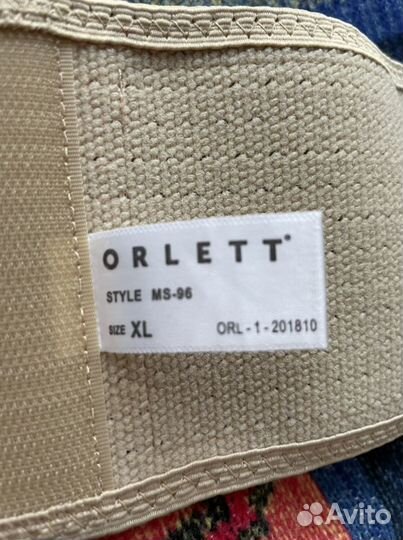 ORLETT®
STYLE MS-96
SIZE XL ORL - 1 - 201810
Avito